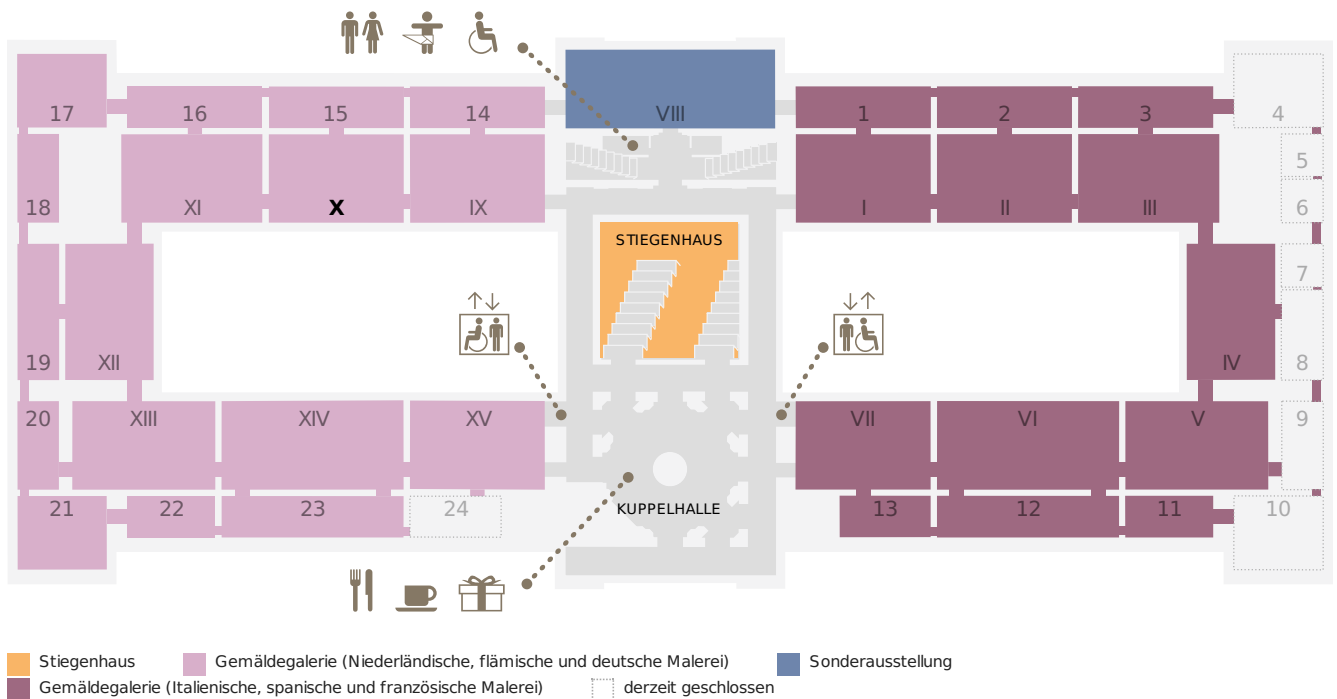 17 16 15 14 VIII 1 2 3 4
5
18 XI X IX I II III 6
STIEGENHAUS
7
19 XII IV 8
20 XIII XIV XV VII VI V 9
21 22 23 24 KUPPELHALLE 13 12 11 10
Stiegenhaus Gemäldegalerie (Niederländische, flämische und deutsche Malerei) Sonderausstellung
Gemäldegalerie (Italienische, spanische und französische Malerei) derzeit geschlossen